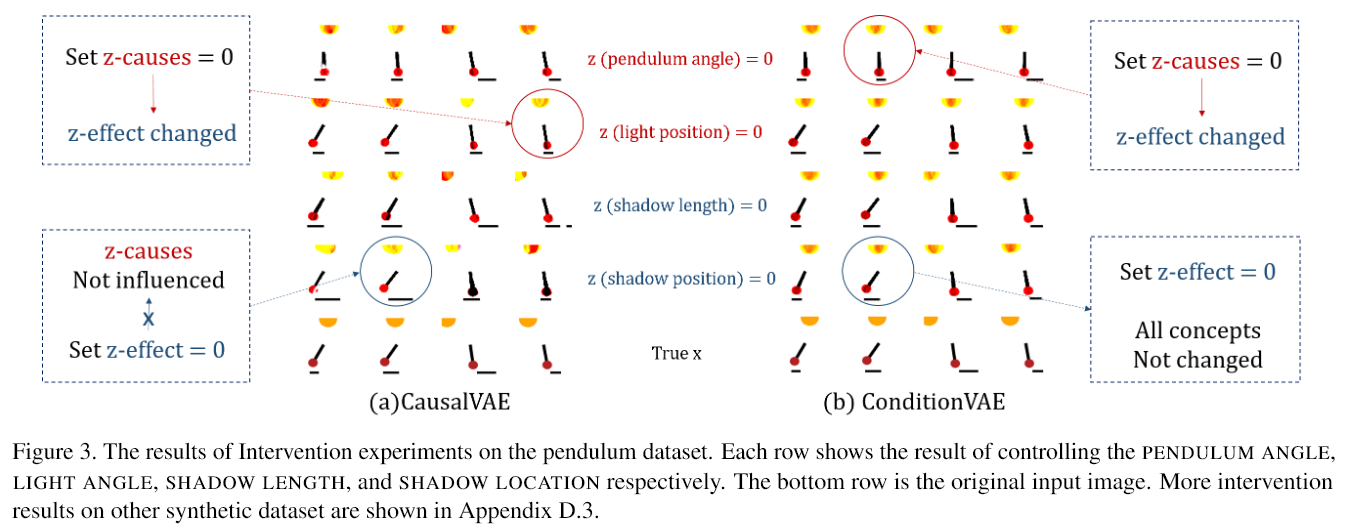 Set z-causes = 0
z-effect changed
z-causes
Not influenced
X
Set z-effect = 0
z (pendulum angle) = 0
z (light position) = 0
z (shadow length) = 0
z (shadow position) = 0
True x
(a)CausalVAE
(b) ConditionVAE
Set z-causes = 0
z-effect changed
Set z-effect = 0
All concepts
Not changed
Figure 3. The results of Intervention experiments on the pendulum dataset. Each row shows the result of controlling the PENDULUM ANGLE,
LIGHT ANGLE, SHADOW LENGTH, and SHADOW LOCATION respectively. The bottom row is the original input image. More intervention
results on other synthetic dataset are shown in Appendix D.3.